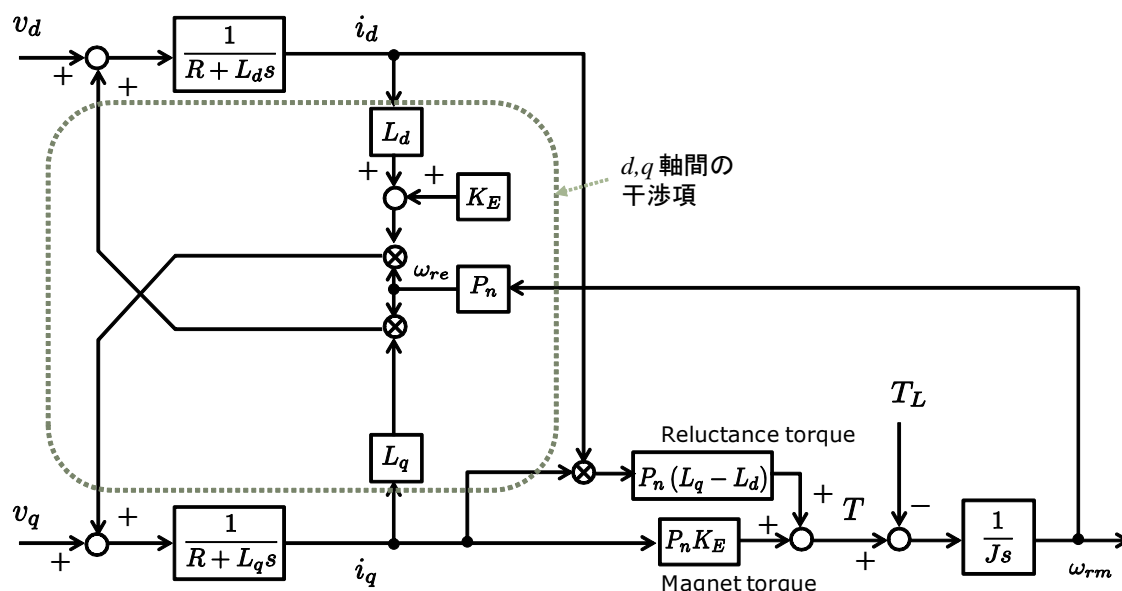 v_d
+
+
1
R + L_d s
i_d
L_d
+
+
K_E
d,q 軸間の
干渉項
ω_re
P_n
L_q
T_L
Reluctance torque
P_n (L_q − L_d)
v_q
+
+
1
R + L_q s
i_q
P_n K_E
Magnet torque
+
+
T
+
−
1
Js
ω_rm